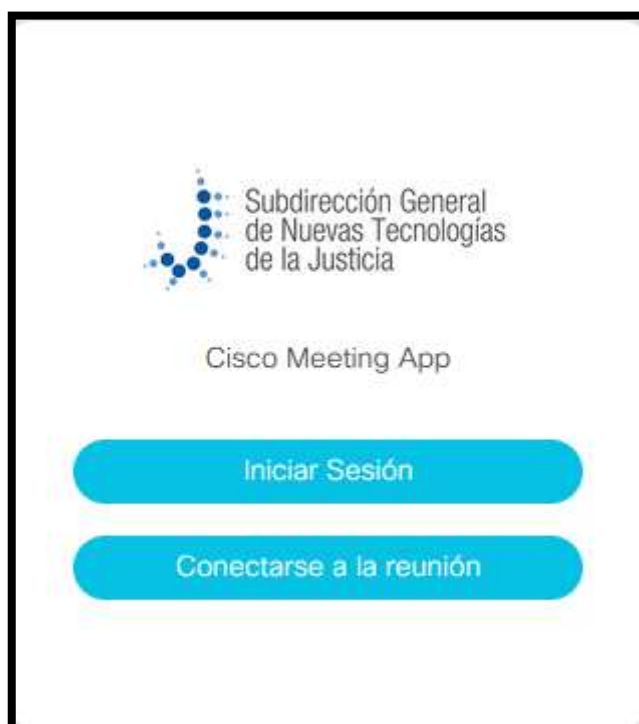 Subdirección General
de Nuevas Tecnologías
de la Justicia
Cisco Meeting App
Iniciar Sesión
Conectarse a la reunión